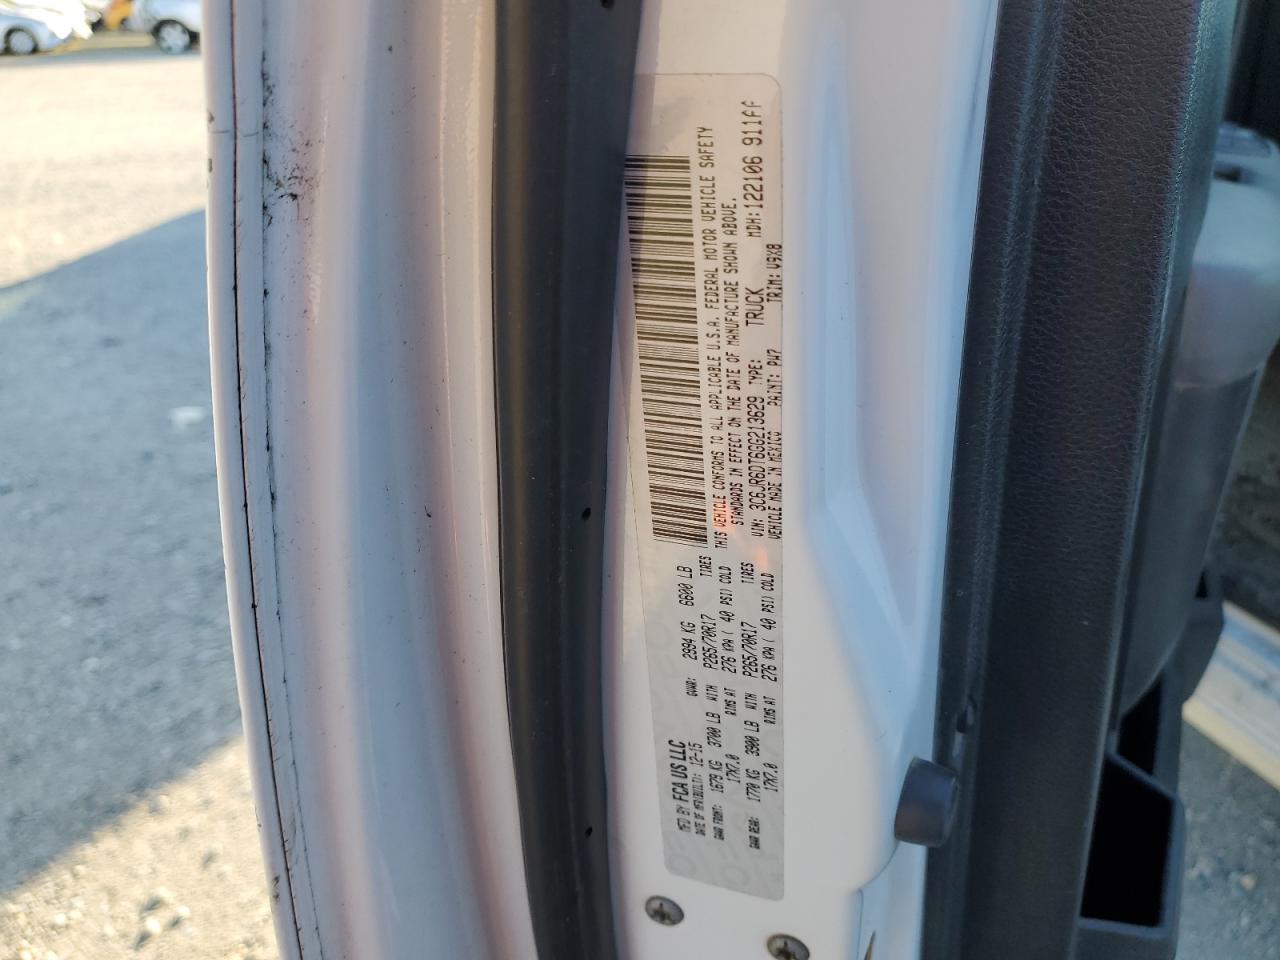 MFD BY FCA US LLC
DATE OF MFR(BUILT): 12-15 GVWR: 2994 KG 6600 LB
GAWR FRONT: 1679 KG 3700 LB WITH P265/70R17 TIRES
17X7.0 RIMS AT 276 KPA ( 40 PSI) COLD
GAWR REAR: 1770 KG 3900 LB WITH P265/70R17 TIRES
17X7.0 RIMS AT 276 KPA ( 40 PSI) COLD
THIS VEHICLE CONFORMS TO ALL APPLICABLE U.S.A. FEDERAL MOTOR VEHICLE SAFETY
STANDARDS IN EFFECT ON THE DATE OF MANUFACTURE SHOWN ABOVE.
VIN: 3C6JR6DT6GG213629 TYPE: TRUCK MDH: 122106 911FF
VEHICLE MADE IN MEXICO PAINT: PW7 TRIM: V9X8